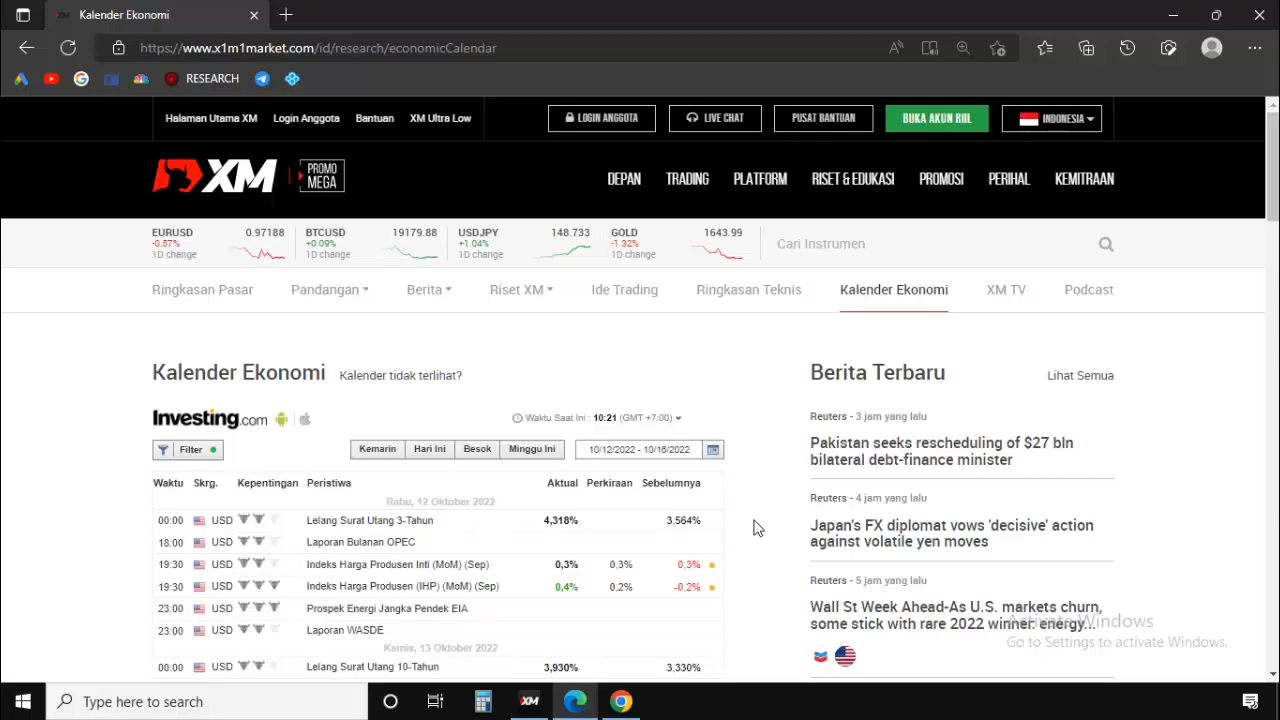 Kalender Ekonomi
https://www.x1m1market.com/id/research/economicCalendar
RESEARCH
Halaman Utama XM Login Anggota Bantuan XM Ultra Low LOGIN ANGGOTA LIVE CHAT PUSAT BANTUAN BUKA AKUN RIIL INDONESIA
XM PROMO MEGA DEPAN TRADING PLATFORM RISET & EDUKASI PROMOSI PERIHAL KEMITRAAN
EURUSD 0.97188 BTCUSD 19179.88 USDJPY 148.733 GOLD 1643.99
-0.57% +0.09% +1.04% -1.32% Cari Instrumen
1D change 1D change 1D change 1D change
Ringkasan Pasar Pandangan Berita Riset XM Ide Trading Ringkasan Teknis Kalender Ekonomi XM TV Podcast
Kalender Ekonomi Kalender tidak terlihat?
Investing.com Waktu Saat Ini : 10:21 (GMT +7:00)
Filter Kemarin Hari Ini Besok Minggu Ini 10/12/2022 - 10/16/2022
Waktu Skrg. Kepentingan Peristiwa Aktual Perkiraan Sebelumnya
Rabu, 12 Oktober 2022
00:00 USD Lelang Surat Utang 3-Tahun 4,318% 3,564%
18:00 USD Laporan Bulanan OPEC
19:30 USD Indeks Harga Produsen Inti (MoM) (Sep) 0,3% 0,3% 0,3%
19:30 USD Indeks Harga Produsen (IHP) (MoM) (Sep) 0,4% 0,2% -0,2%
23:00 USD Prospek Energi Jangka Pendek EIA
23:00 USD Laporan WASDE
Kamis, 13 Oktober 2022
00:00 USD Lelang Surat Utang 10-Tahun 3,930% 3,330%
Berita Terbaru Lihat Semua
Reuters - 3 jam yang lalu
Pakistan seeks rescheduling of $27 bln
bilateral debt-finance minister
Reuters - 4 jam yang lalu
Japan's FX diplomat vows 'decisive' action
against volatile yen moves
Reuters - 5 jam yang lalu
Wall St Week Ahead-As U.S. markets churn,
some stick with rare 2022 winner: energy...
Activate Windows
Go to Settings to activate Windows.
Type here to search XM